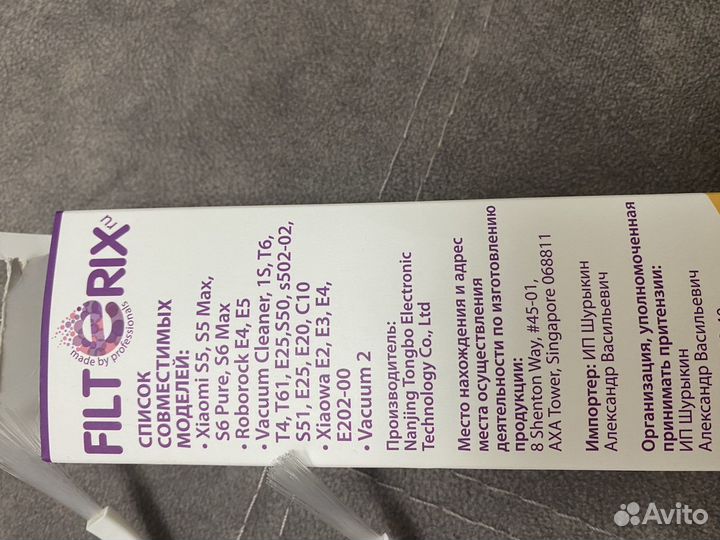 FILTERIX.ru
made by professionals
СПИСОК
СОВМЕСТИМЫХ
МОДЕЛЕЙ:
• Xiaomi S5, S5 Max,
S6 Pure, S6 Max
• Roborock E4, E5
• Vacuum Cleaner, 1S, T6,
T4, T61, E25,S50, s502-02,
S51, E25, E20, C10
• Xiaowa E2, E3, E4,
E202-00
• Vacuum 2
Производитель:
Nanjing Tongbo Electronic
Technology Co., Ltd
Место нахождения и адрес
места осуществления
деятельности по изготовлению
продукции:
8 Shenton Way, #45-01,
AXA Tower, Singapore 068811
Импортер: ИП Шурыкин
Александр Васильевич
Организация, уполномоченная
принимать притензии:
ИП Шурыкин
Александр Васильевич
Avito